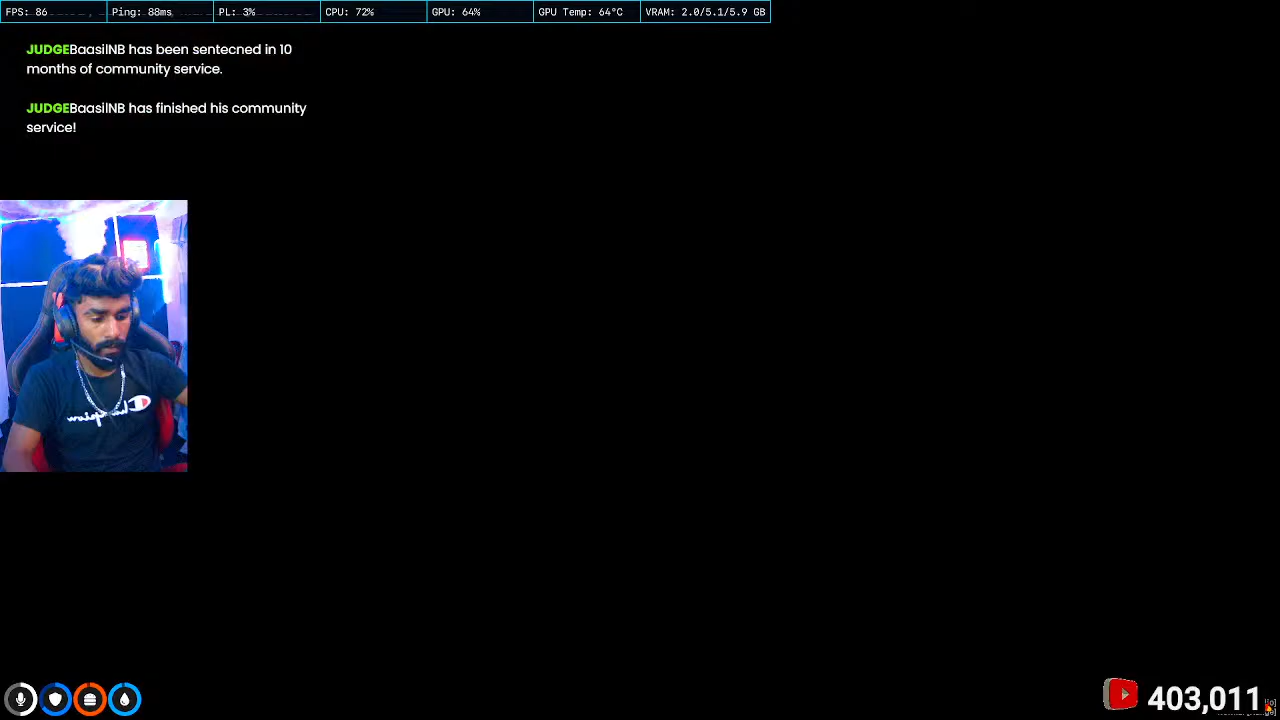 FPS: 86
Ping: 88ms
PL: 3%
CPU: 72%
GPU: 64%
GPU Temp: 64°C
VRAM: 2.0/5.1/5.9 GB
JUDGEBaasilNB has been sentecned in 10
months of community service.
JUDGEBaasilNB has finished his community
service!
Champion
403,011